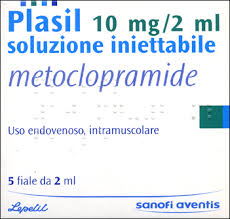 Plasil 10 mg/2 ml
soluzione iniettabile
metoclopramide
Uso endovenoso, intramuscolare
5 fiale da 2 ml
Lepetit
sanofi aventis